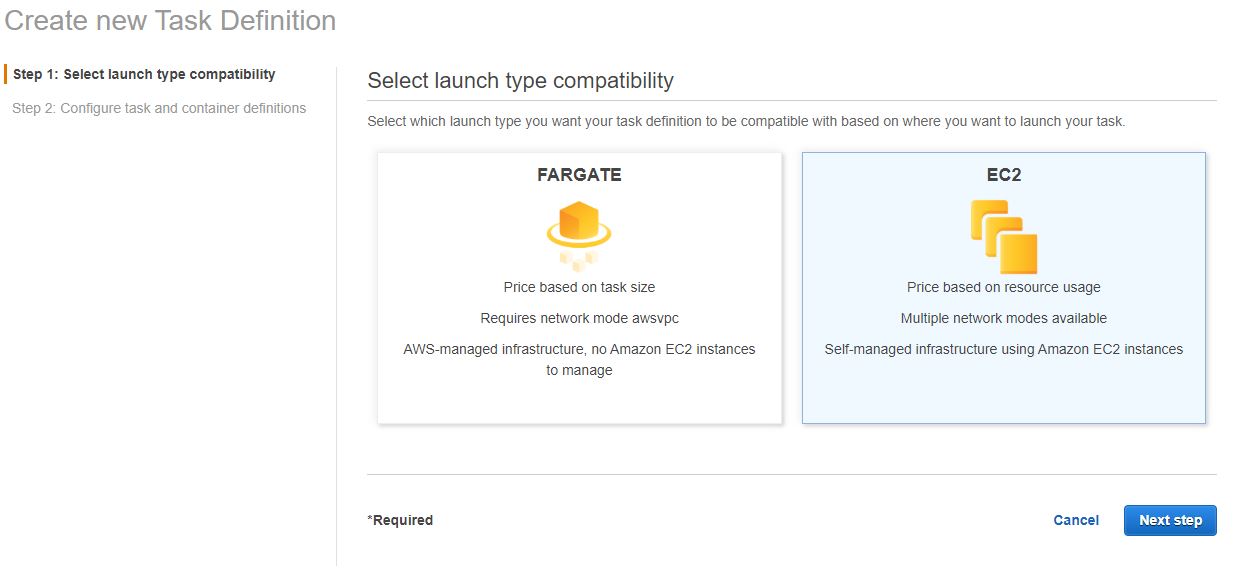 Create new Task Definition
Step 1: Select launch type compatibility
Step 2: Configure task and container definitions
Select launch type compatibility
Select which launch type you want your task definition to be compatible with based on where you want to launch your task.
FARGATE
Price based on task size
Requires network mode awsvpc
AWS-managed infrastructure, no Amazon EC2 instances
to manage
EC2
Price based on resource usage
Multiple network modes available
Self-managed infrastructure using Amazon EC2 instances
*Required
Cancel
Next step